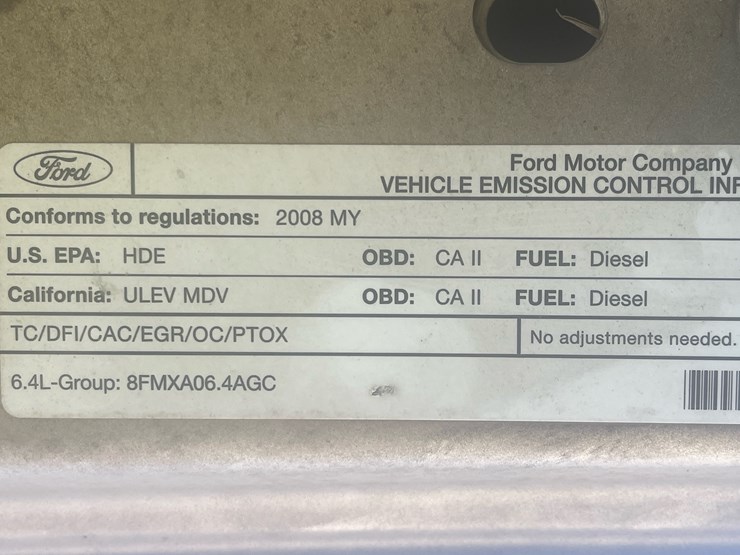 Ford
Ford Motor Company
VEHICLE EMISSION CONTROL
Conforms to regulations: 2008 MY
U.S. EPA: HDE OBD: CA II FUEL: Diesel
California: ULEV MDV OBD: CA II FUEL: Diesel
TC/DFI/CAC/EGR/OC/PTOX No adjustments needed.
6.4L-Group: 8FMXA06.4AGC